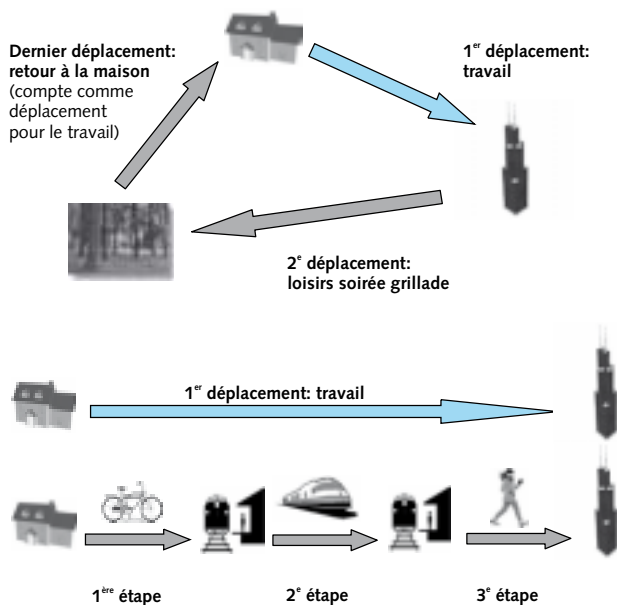 Dernier déplacement:
retour à la maison
(compte comme
déplacement
pour le travail)
1er déplacement:
travail
2e déplacement:
loisirs soirée grillade
1er déplacement: travail
1ère étape
2e étape
3e étape